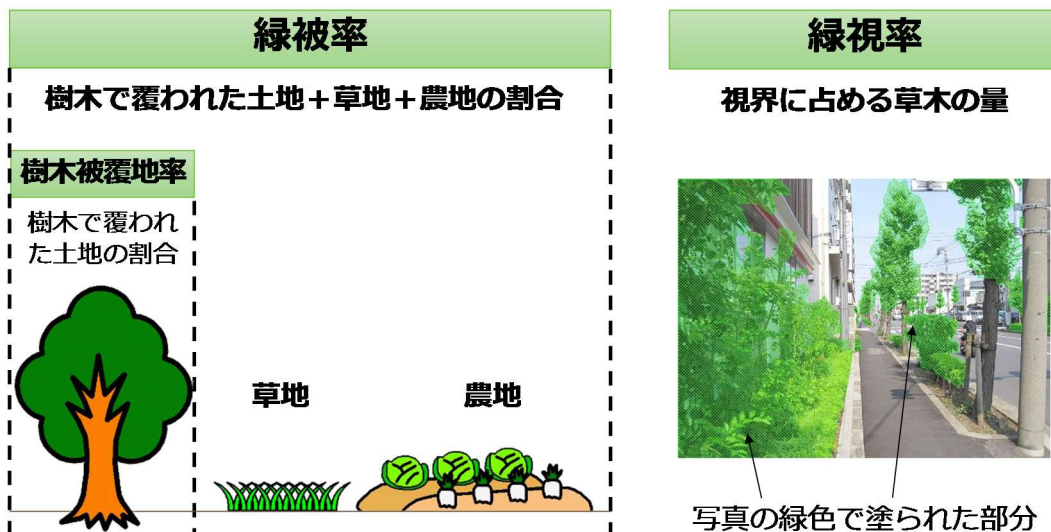 緑被率
樹木で覆われた土地＋草地＋農地の割合
樹木被覆地率
樹木で覆われ
た土地の割合
草地
農地
緑視率
視界に占める草木の量
写真の緑色で塗られた部分